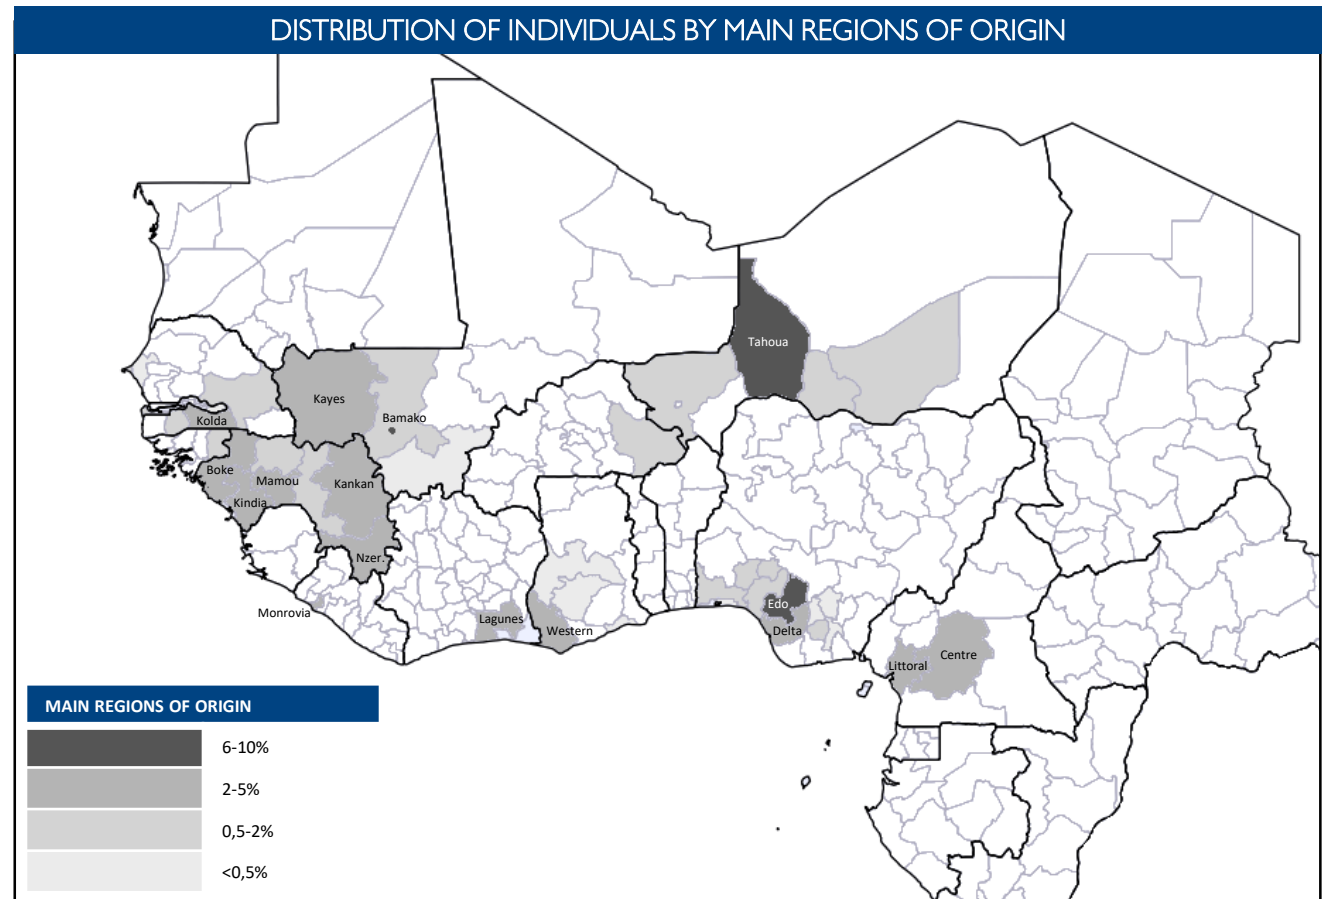 DISTRIBUTION OF INDIVIDUALS BY MAIN REGIONS OF ORIGIN
Tahoua
Kayes
Bamako
Kolda
Boke
Mamou
Kankan
Kindia
Nzer.
Monrovia
Lagunes
Western
Edo
Delta
Littoral
Centre
MAIN REGIONS OF ORIGIN
6-10%
2-5%
0,5-2%
<0,5%